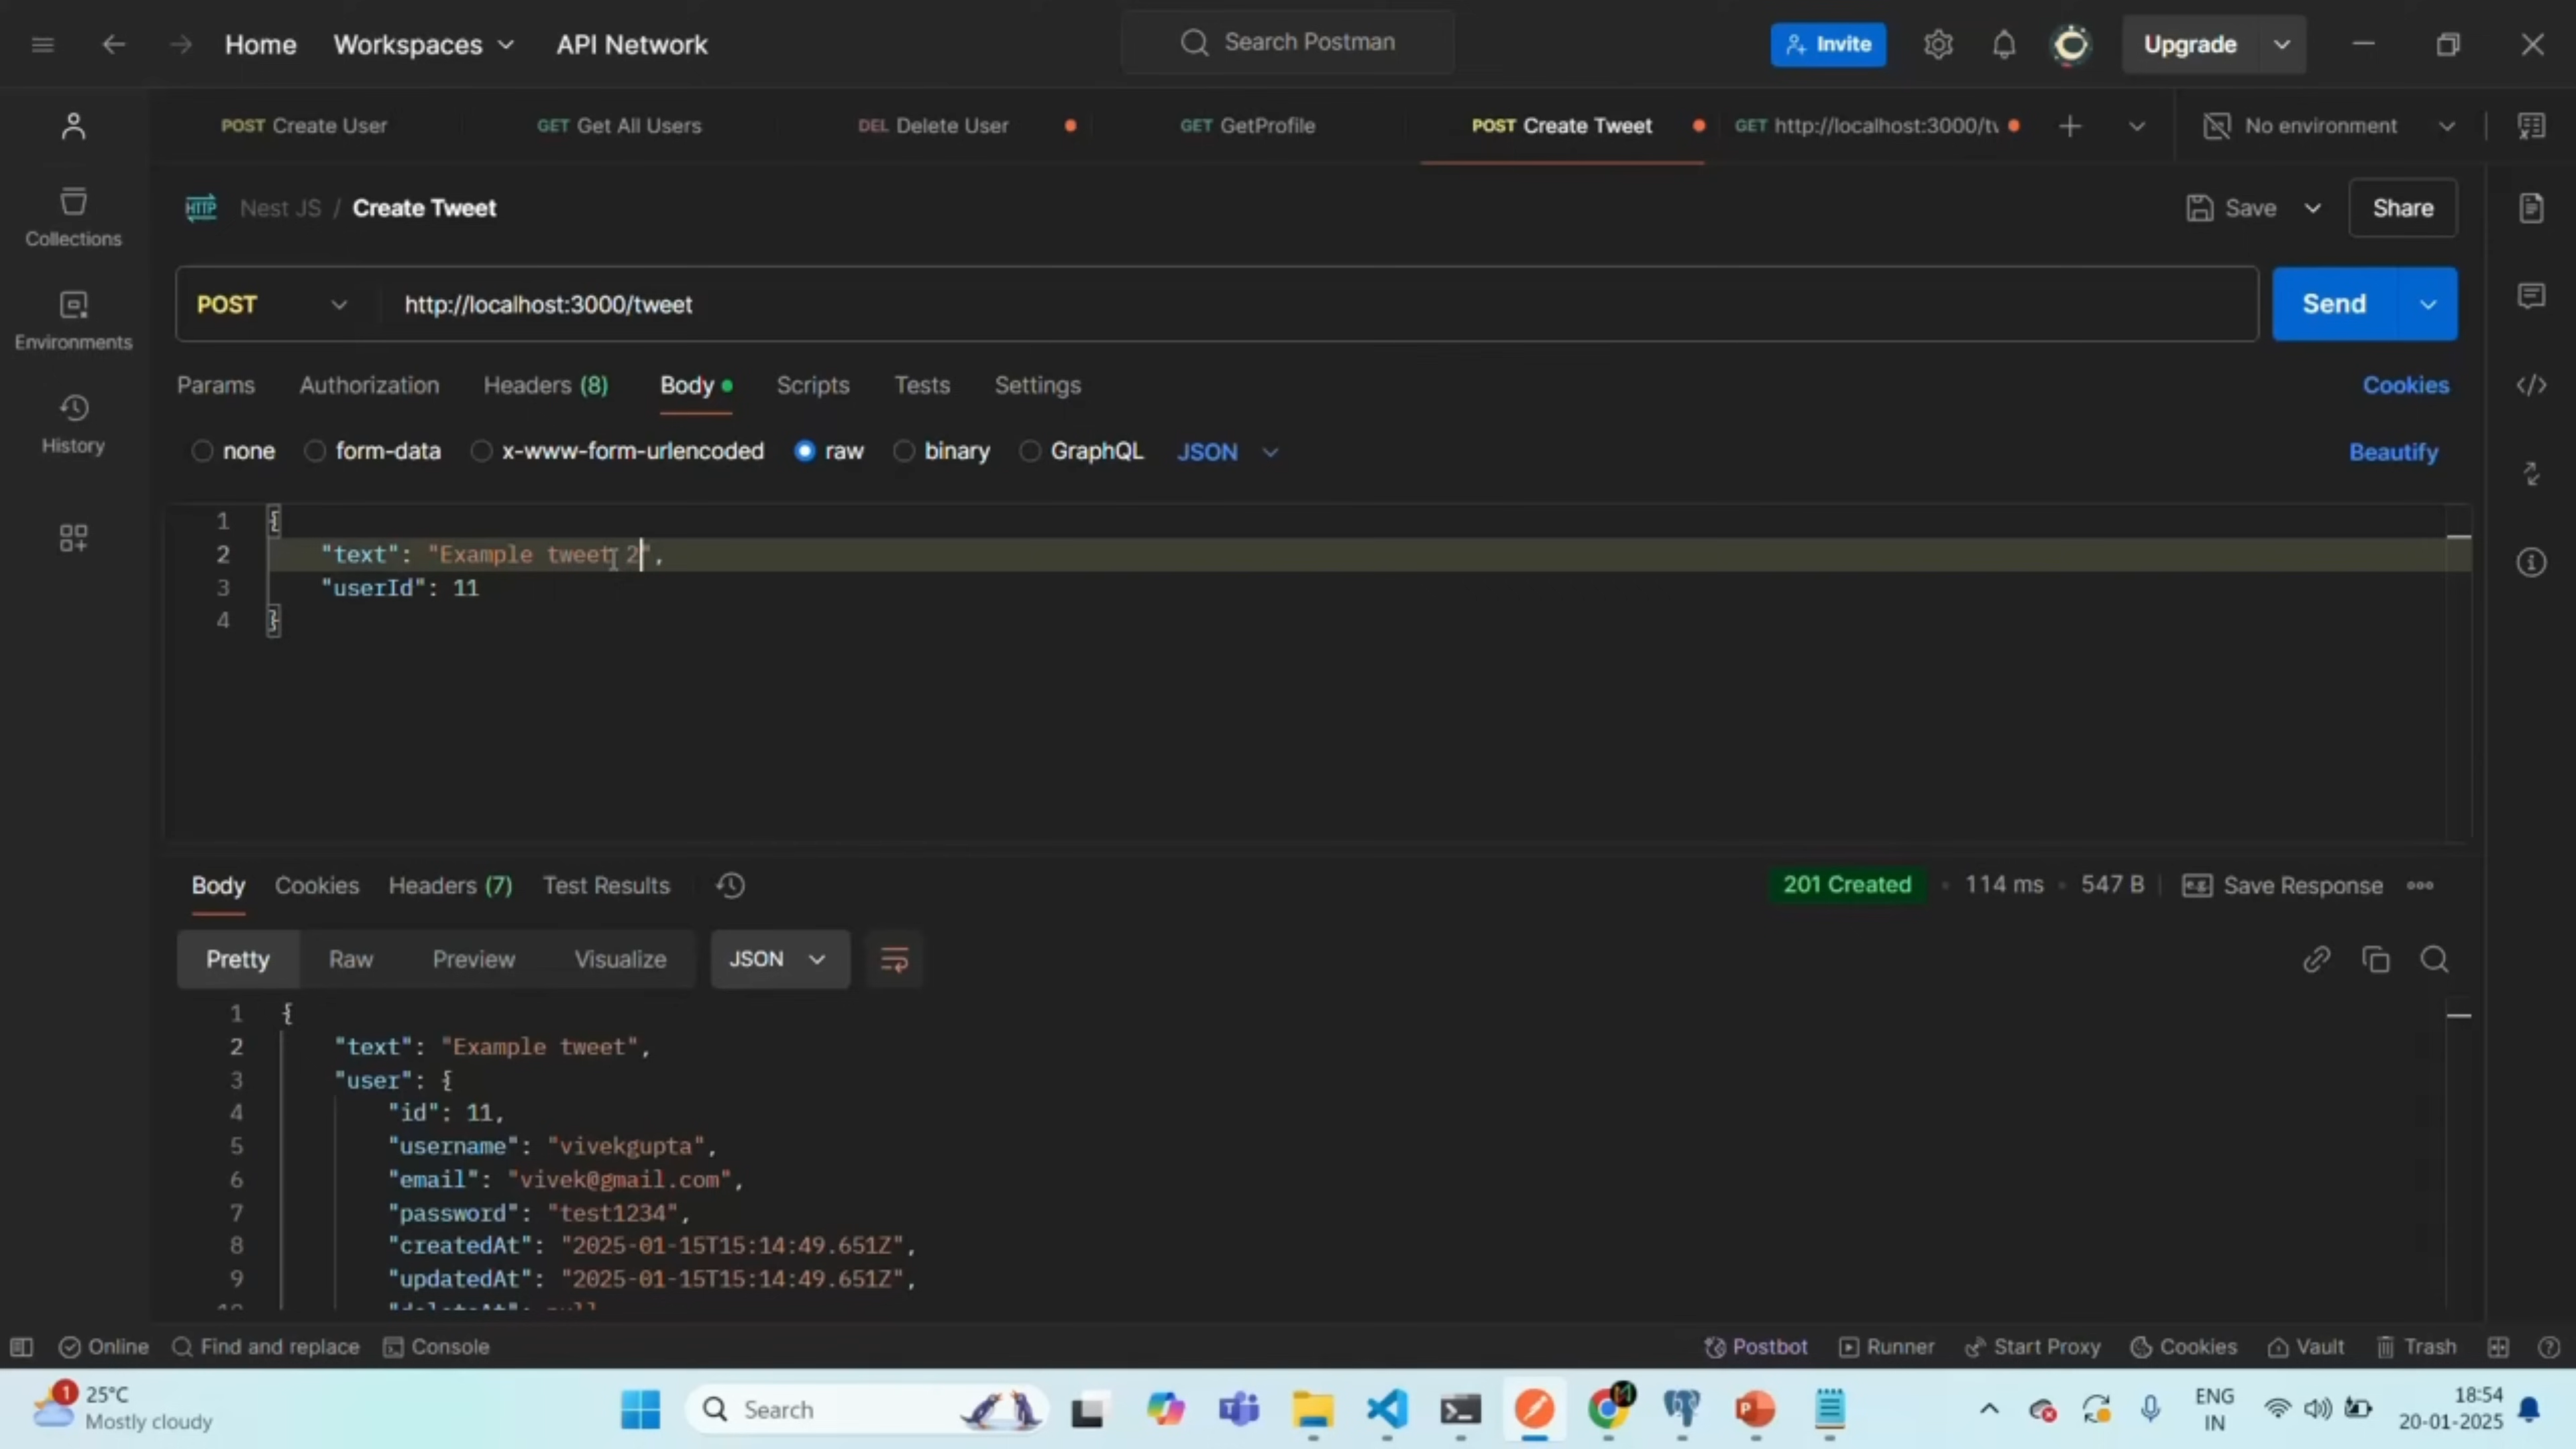 Home Workspaces API Network Search Postman Invite Upgrade
POST Create User GET Get All Users DEL Delete User GET GetProfile POST Create Tweet GET http://localhost:3000/tv No environment
HTTP Nest JS / Create Tweet Save Share
POST http://localhost:3000/tweet Send
Params Authorization Headers (8) Body Scripts Tests Settings Cookies
none form-data x-www-form-urlencoded raw binary GraphQL JSON Beautify
Collections
Environments
History
1 {
2 "text": "Example tweet 2",
3 "userId": 11
4 }
Body Cookies Headers (7) Test Results 201 Created 114 ms 547 B e.g. Save Response
Pretty Raw Preview Visualize JSON
1 {
2 "text": "Example tweet",
3 "user": {
4 "id": 11,
5 "username": "vivekgupta",
6 "email": "vivek@gmail.com",
7 "password": "test1234",
8 "createdAt": "2025-01-15T15:14:49.651Z",
9 "updatedAt": "2025-01-15T15:14:49.651Z",
Online Find and replace Console Postbot Runner Start Proxy Cookies Vault Trash
1 25°C
Mostly cloudy
Search
ENG
IN
18:54
20-01-2025